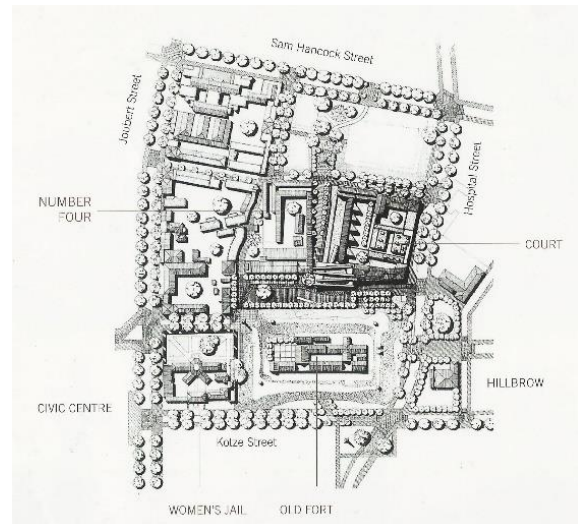 Sam Hancock Street
Joubert Street
Hospital Street
NUMBER
FOUR
COURT
HILLBROW
CIVIC CENTRE
Kotze Street
WOMEN'S JAIL
OLD FORT